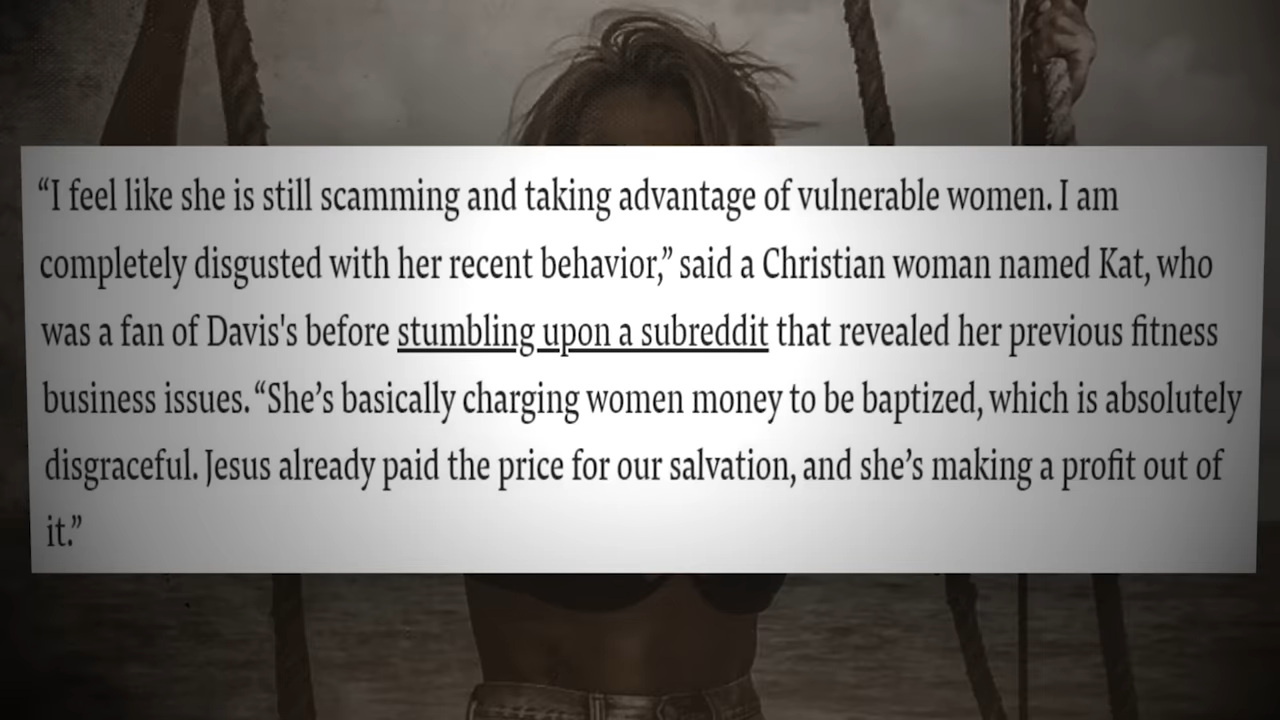 “I feel like she is still scamming and taking advantage of vulnerable women. I am
completely disgusted with her recent behavior,” said a Christian woman named Kat, who
was a fan of Davis's before stumbling upon a subreddit that revealed her previous fitness
business issues. “She’s basically charging women money to be baptized, which is absolutely
disgraceful. Jesus already paid the price for our salvation, and she’s making a profit out of
it.”